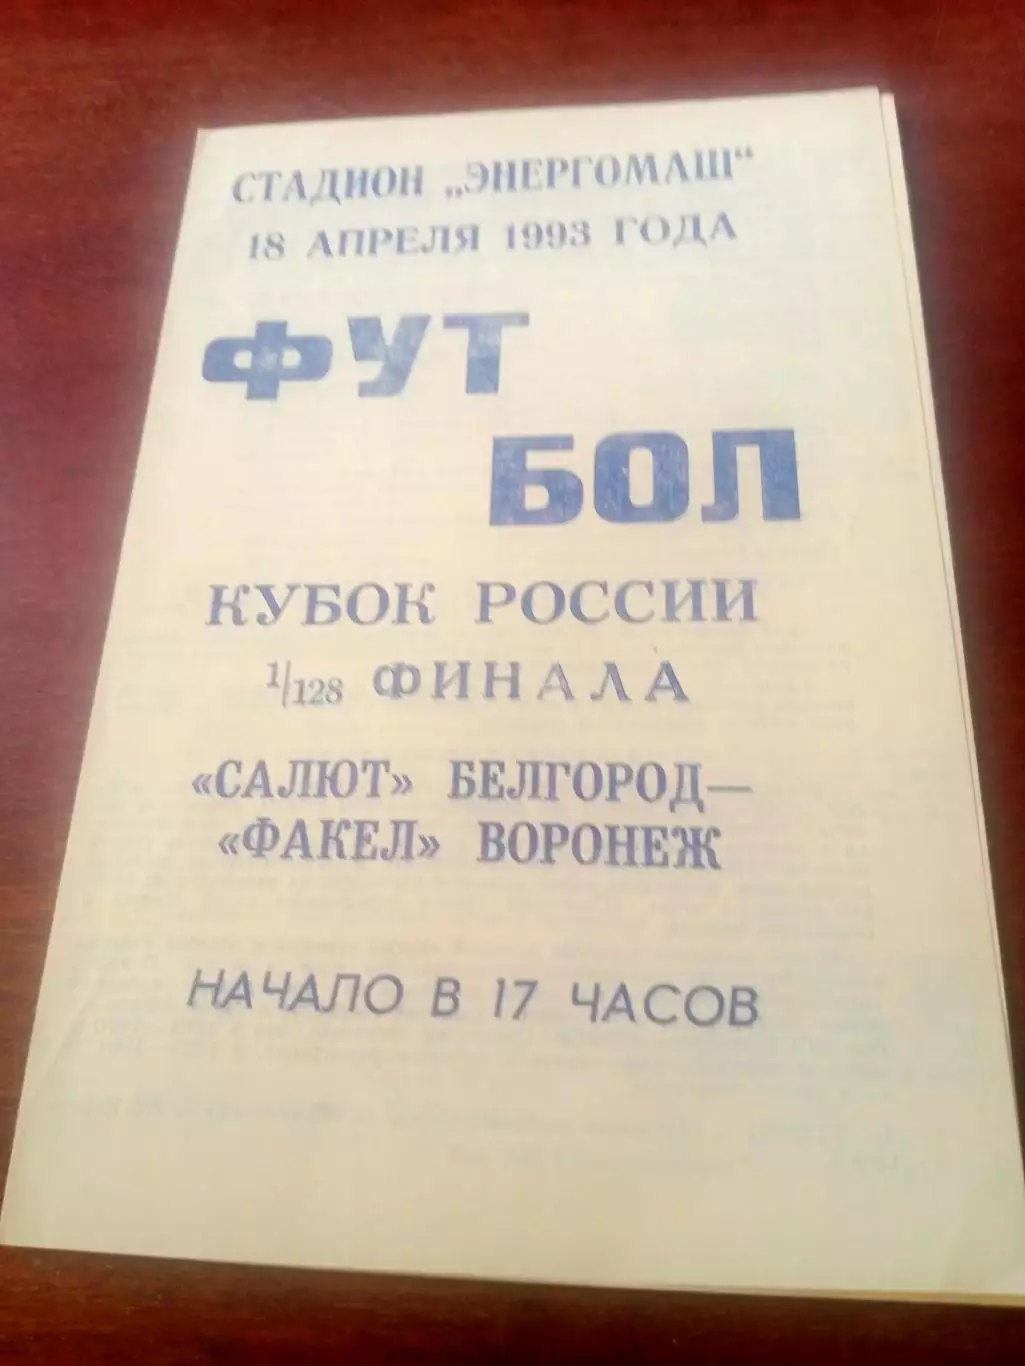 СТАДИОН „ЭНЕРГОМАШ“
18 АПРЕЛЯ 1993 ГОДА
ФУТ
БОЛ
КУБОК РОССИИ
1/128 ФИНАЛА
«САЛЮТ» БЕЛГОРОД—
«ФАКЕЛ» ВОРОНЕЖ
НАЧАЛО В 17 ЧАСОВ